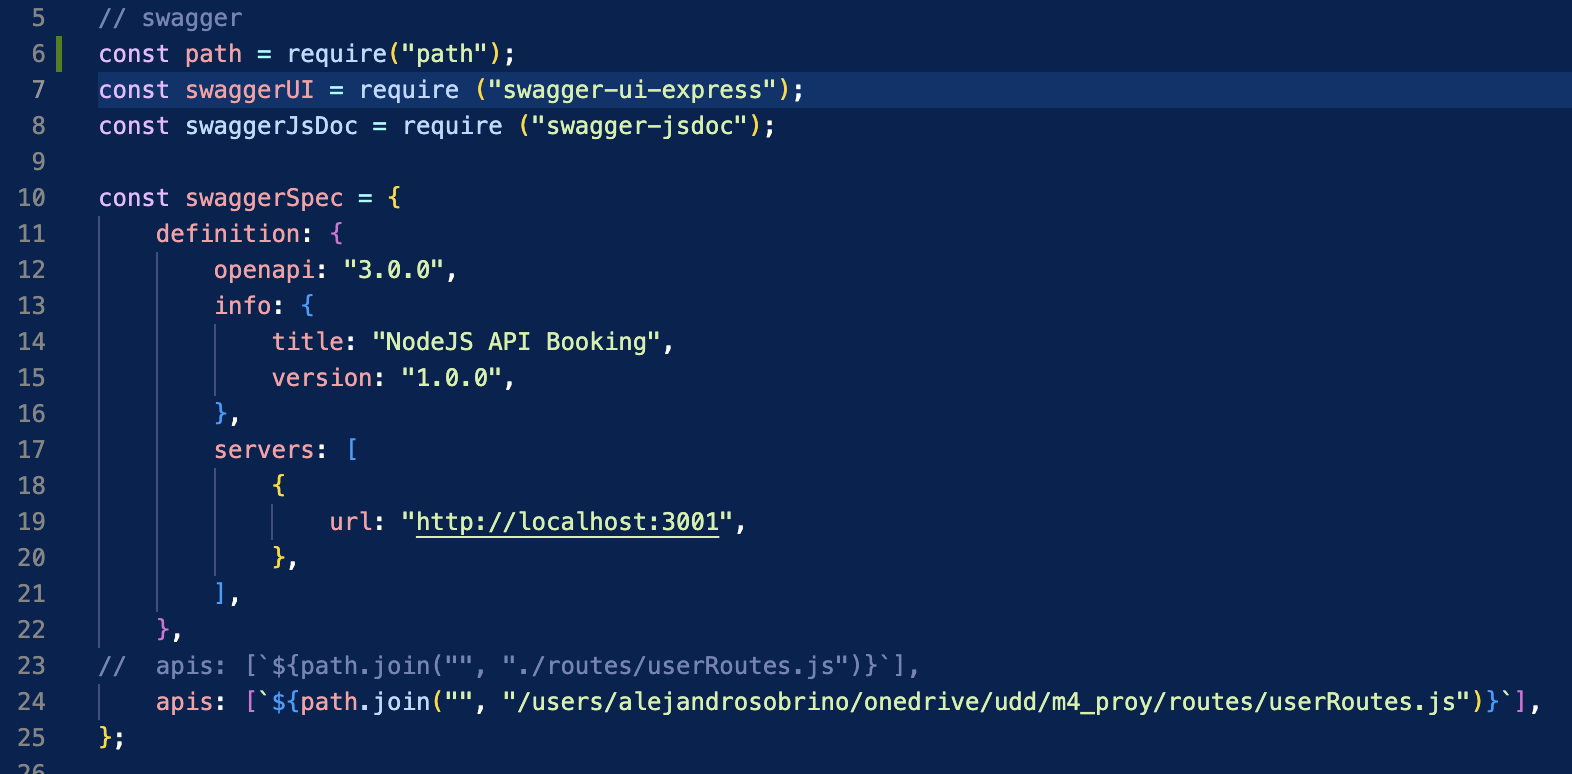 5 // swagger
6 const path = require("path");
7 const swaggerUI = require ("swagger-ui-express");
8 const swaggerJsDoc = require ("swagger-jsdoc");
9
10 const swaggerSpec = {
11     definition: {
12         openapi: "3.0.0",
13         info: {
14             title: "NodeJS API Booking",
15             version: "1.0.0",
16         },
17         servers: [
18             {
19                 url: "http://localhost:3001",
20             },
21         ],
22     },
23 //  apis: [`${path.join("", "./routes/userRoutes.js")}`],
24     apis: [`${path.join("", "/users/alejandrosobrino/onedrive/udd/m4_proy/routes/userRoutes.js")}`],
25 };
26